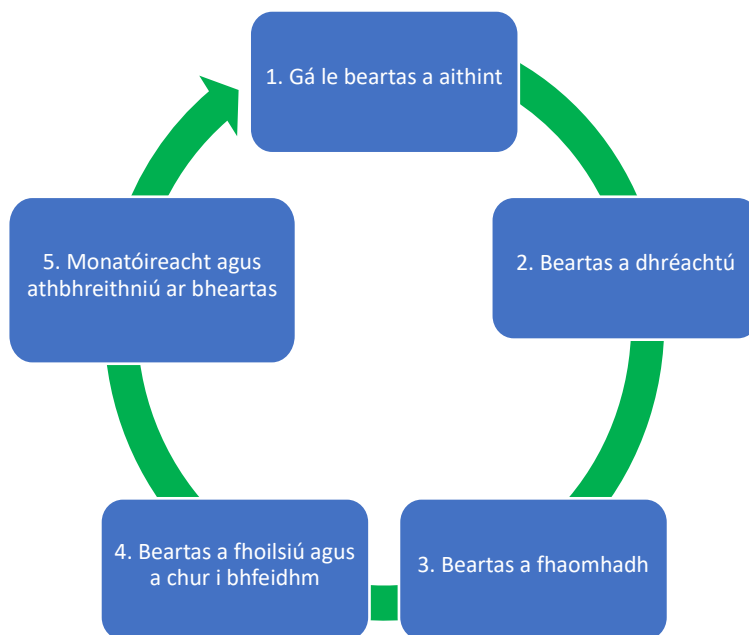 1. Gá le beartas a aithint
2. Beartas a dhréachtú
3. Beartas a fhaomhadh
4. Beartas a fhoilsiú agus
a chur i bhfeidhm
5. Monatóireacht agus
athbhreithniú ar bheartas